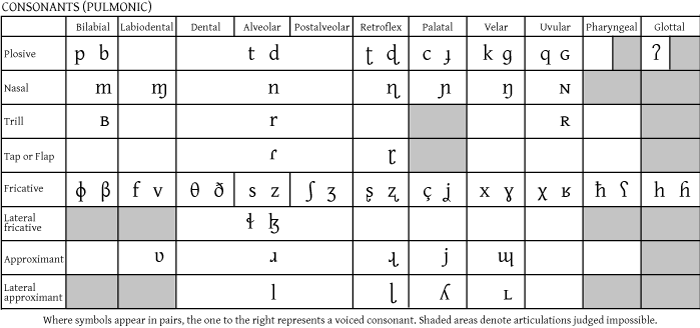 CONSONANTS (PULMONIC)
Bilabial Labiodental Dental Alveolar Postalveolar Retroflex Palatal Velar Uvular Pharyngeal Glottal
Plosive p b t d ʈ ɖ c ɟ k ɡ q ɢ ʔ
Nasal m ɱ n ɳ ɲ ŋ ɴ
Trill ʙ r ʀ
Tap or Flap ɾ ɽ
Fricative ɸ β f v θ ð s z ʃ ʒ ʂ ʐ ç ʝ x ɣ χ ʁ ħ ʕ h ɦ
Lateral
fricative ɬ ɮ
Approximant ʋ ɹ ɻ j ɰ
Lateral
approximant l ɭ ʎ ʟ
Where symbols appear in pairs, the one to the right represents a voiced consonant. Shaded areas denote articulations judged impossible.